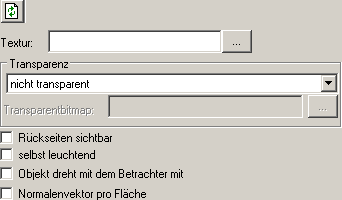 Textur:
...
Transparenz
nicht transparent
Transparentbitmap:
...
Rückseiten sichtbar
selbst leuchtend
Objekt dreht mit dem Betrachter mit
Normalenvektor pro Fläche